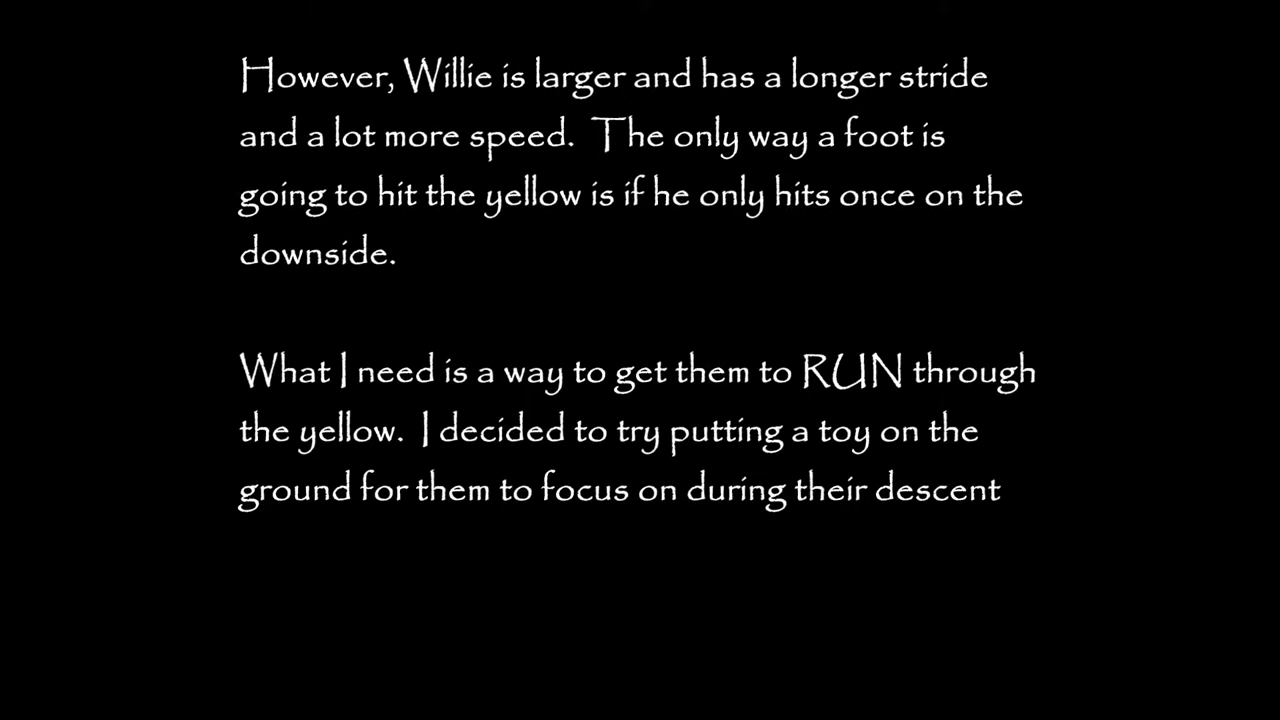 However, Willie is larger and has a longer stride
and a lot more speed.  The only way a foot is
going to hit the yellow is if he only hits once on the
downside.
What I need is a way to get them to RUN through
the yellow.  I decided to try putting a toy on the
ground for them to focus on during their descent